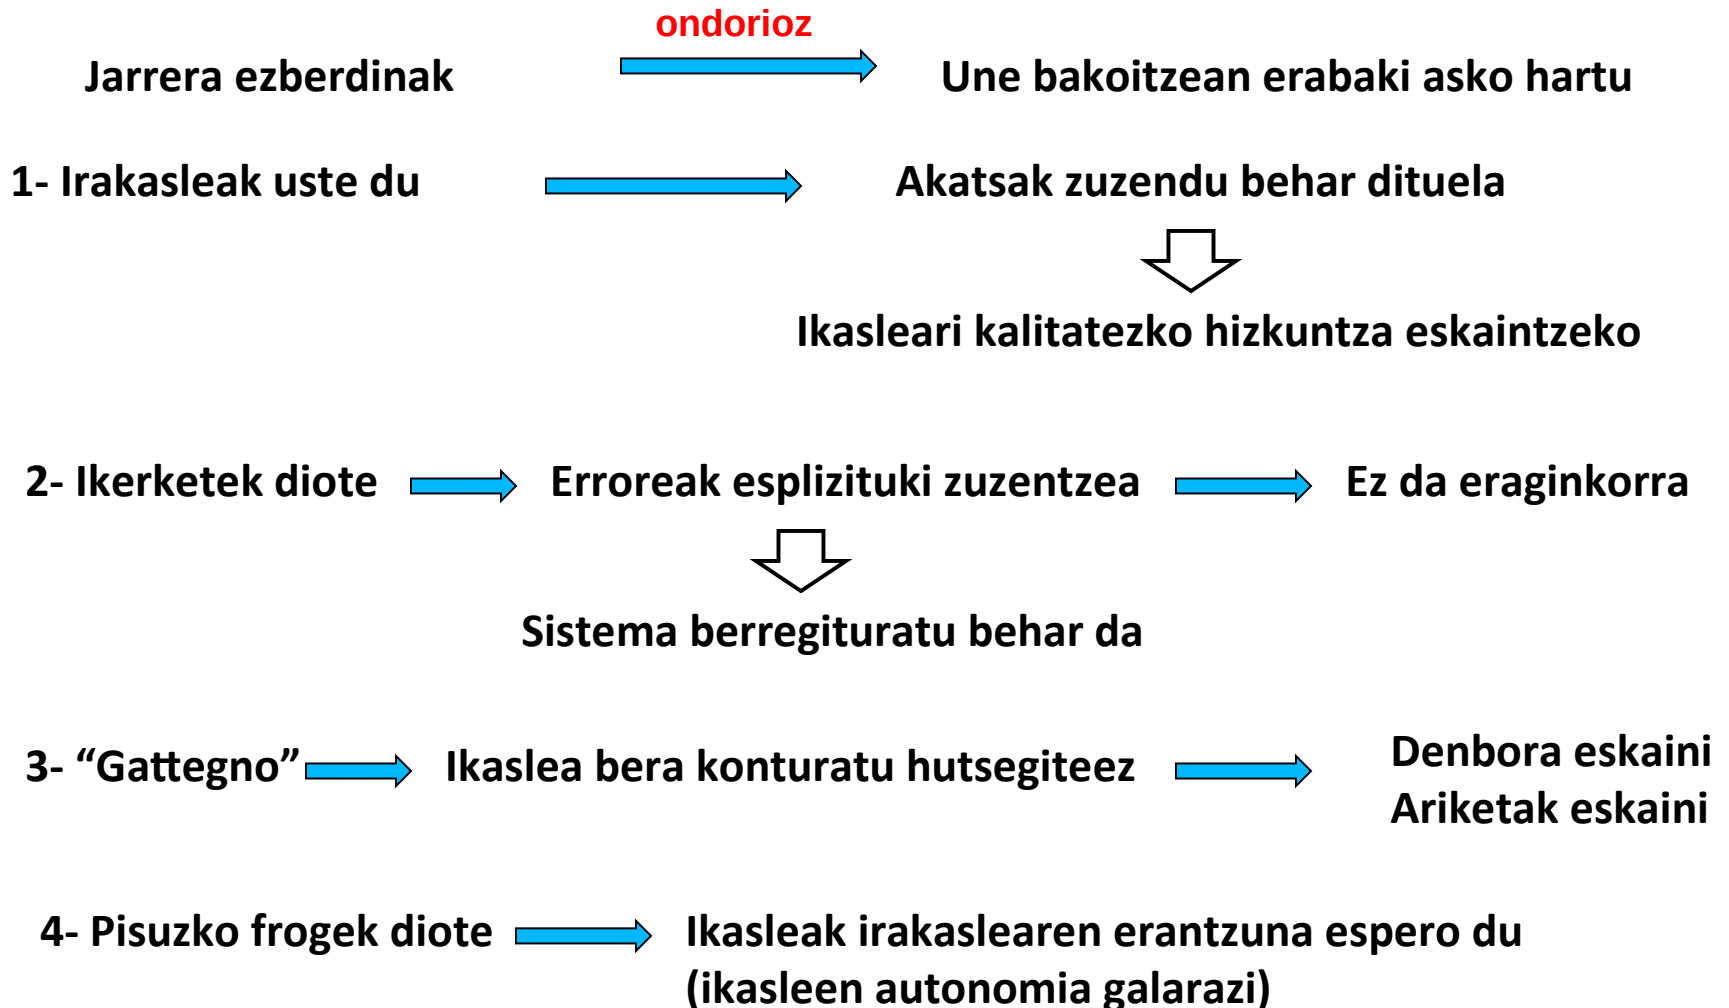 ondorioz
Jarrera ezberdinak Une bakoitzean erabaki asko hartu
1- Irakasleak uste du Akatsak zuzendu behar dituela
Ikasleari kalitatezko hizkuntza eskaintzeko
2- Ikerketek diote Erroreak esplizituki zuzentzea Ez da eraginkorra
Sistema berregituratu behar da
3- “Gattegno” Ikaslea bera konturatu hutsegiteez Denbora eskaini
Ariketak eskaini
4- Pisuzko frogek diote Ikasleak irakaslearen erantzuna espero du
(ikasleen autonomia galarazi)